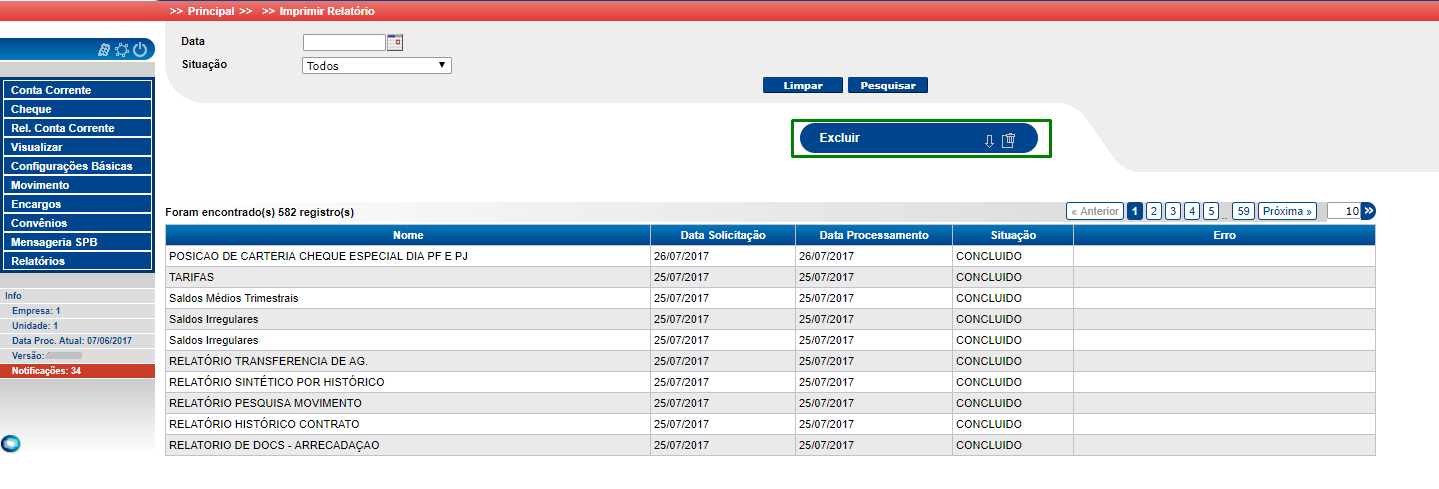 >> Principal >> >> Imprimir Relatório
Data
Situação Todos
Limpar Pesquisar
Excluir
Conta Corrente
Cheque
Rel. Conta Corrente
Visualizar
Configurações Básicas
Movimento
Encargos
Convênios
Mensageria SPB
Relatórios
Info
Empresa: 1
Unidade: 1
Data Proc. Atual: 07/06/2017
Versão:
Notificações: 34
Foram encontrado(s) 582 registro(s) « Anterior 1 2 3 4 5 .. 59 Próxima » 10 »
Nome Data Solicitação Data Processamento Situação Erro
POSICAO DE CARTERIA CHEQUE ESPECIAL DIA PF E PJ 26/07/2017 26/07/2017 CONCLUIDO
TARIFAS 25/07/2017 25/07/2017 CONCLUIDO
Saldos Médios Trimestrais 25/07/2017 25/07/2017 CONCLUIDO
Saldos Irregulares 25/07/2017 25/07/2017 CONCLUIDO
Saldos Irregulares 25/07/2017 25/07/2017 CONCLUIDO
RELATÓRIO TRANSFERENCIA DE AG. 25/07/2017 25/07/2017 CONCLUIDO
RELATÓRIO SINTÉTICO POR HISTÓRICO 25/07/2017 25/07/2017 CONCLUIDO
RELATÓRIO PESQUISA MOVIMENTO 25/07/2017 25/07/2017 CONCLUIDO
RELATÓRIO HISTÓRICO CONTRATO 25/07/2017 25/07/2017 CONCLUIDO
RELATORIO DE DOCS - ARRECADAÇAO 25/07/2017 25/07/2017 CONCLUIDO